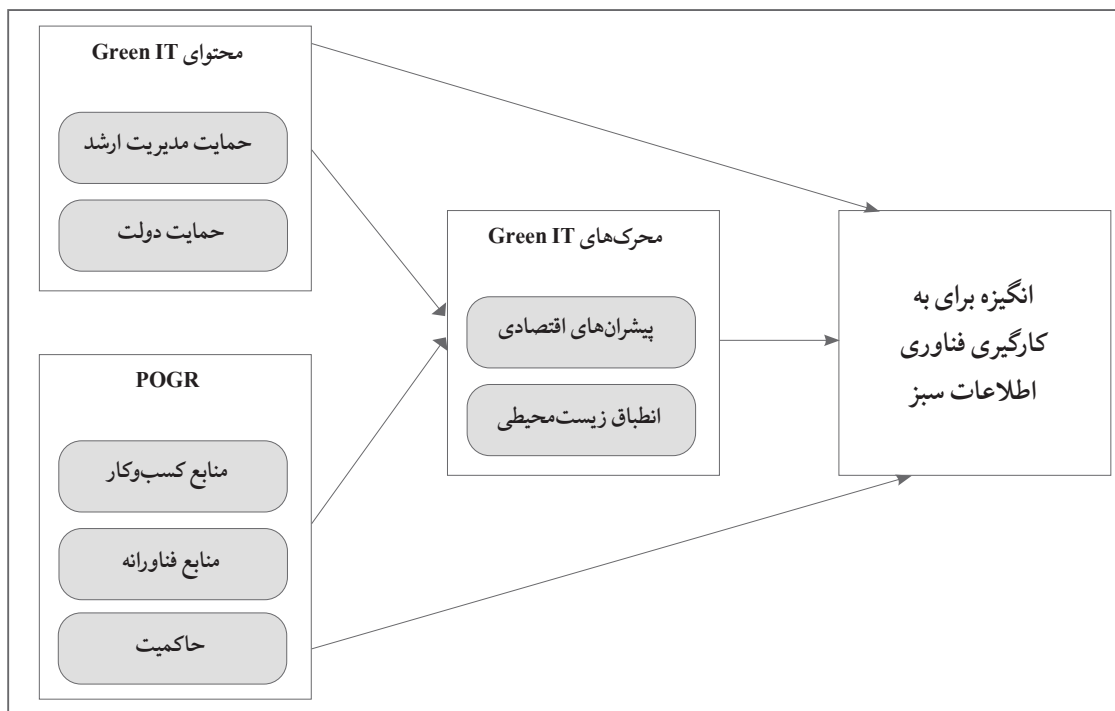 محتوای Green IT
حمایت مدیریت ارشد
حمایت دولت
محرک‌های Green IT
پیشران‌های اقتصادی
انطباق زیست‌محیطی
انگیزه برای به
کارگیری فناوری
اطلاعات سبز
POGR
منابع کسب‌وکار
منابع فناورانه
حاکمیت